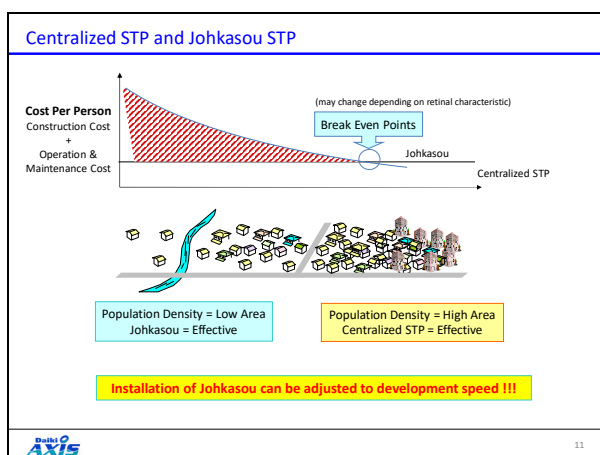 Centralized STP and Johkasou STP
(may change depending on retinal characteristic)
Cost Per Person
Construction Cost
+
Operation &
Maintenance Cost
Break Even Points
Johkasou
Centralized STP
Population Density = Low Area
Johkasou = Effective
Population Density = High Area
Centralized STP = Effective
Installation of Johkasou can be adjusted to development speed !!!
Daiki
AXIS
11